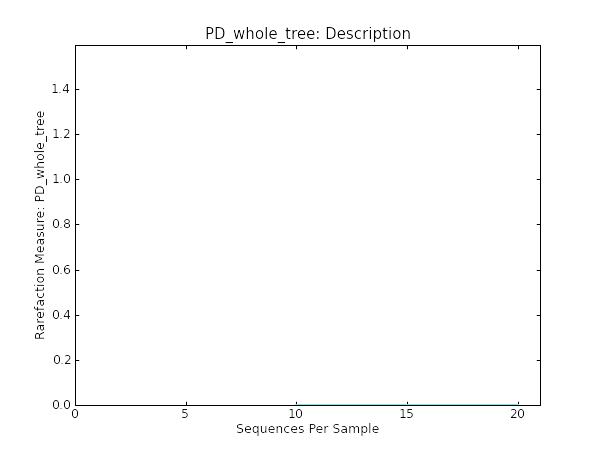 PD_whole_tree: Description
Rarefaction Measure: PD_whole_tree
1.4
1.2
1.0
0.8
0.6
0.4
0.2
0.0
0 5 10 15 20
Sequences Per Sample